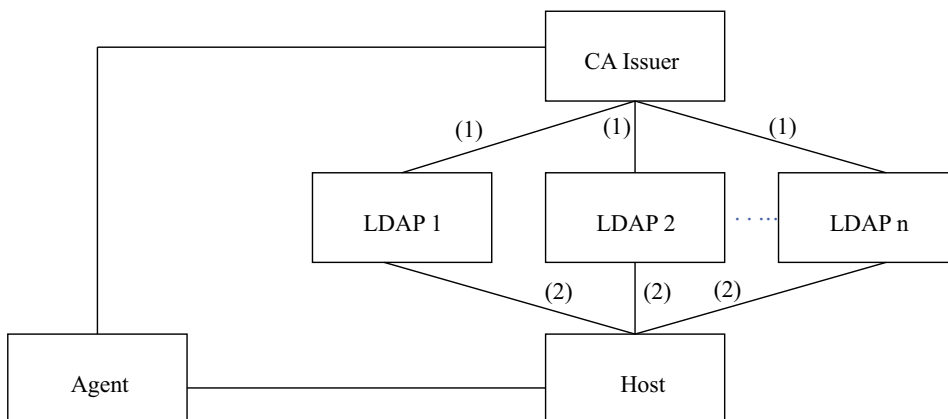 CA Issuer
(1)
(1)
(1)
LDAP 1
LDAP 2
. . ...
LDAP n
(2)
(2)
(2)
Agent
Host